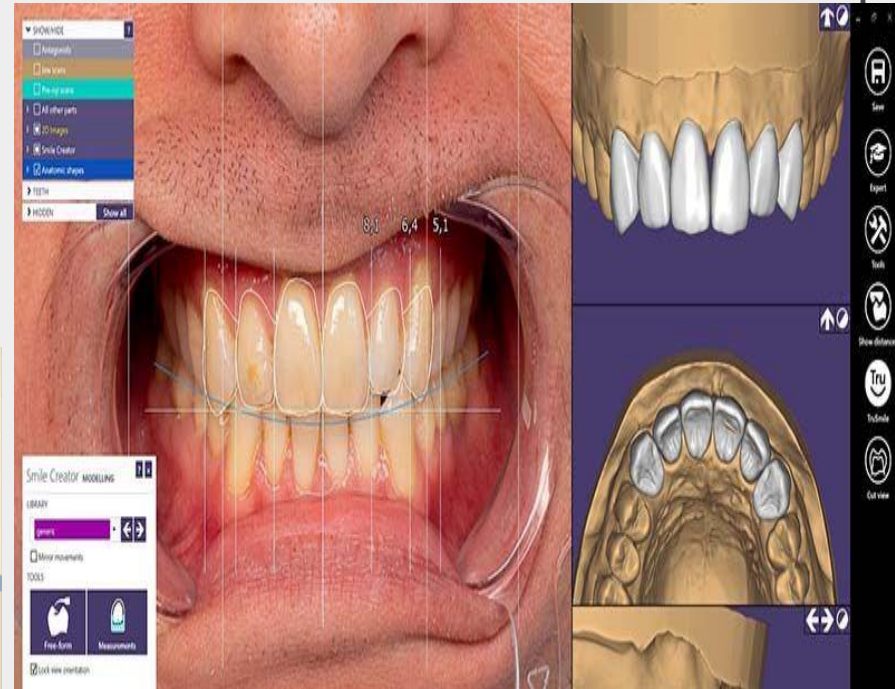 SHOW/HIDE
?
Antagonists
Jaw scans
Pre-op scans
All other parts
2D Images
Smile Creator
Anatomic shapes
TEETH
HIDDEN
Show all
8,1
6,4
5,1
Smile Creator MODELLING
?
LIBRARY
generic
Mirror movements
TOOLS
Free-form
Measurements
Lock view orientation
Save
Expert
Tools
Show distance
Tru
TruSmile
Cut view